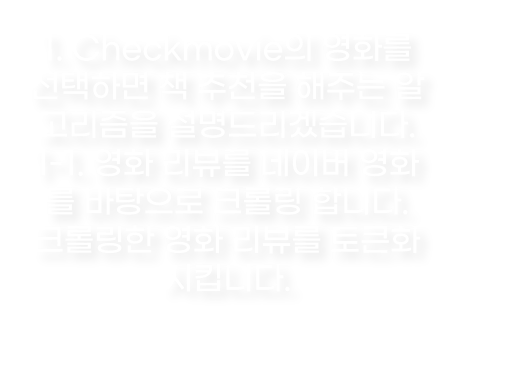 1. Checkmovie의 영화를
선택하면 책 추천을 해주는 알
고리즘을 설명드리겠습니다.
1-1. 영화 리뷰를 네이버 영화
를 바탕으로 크롤링 합니다.
크롤링한 영화 리뷰를 토큰화
시킵니다.